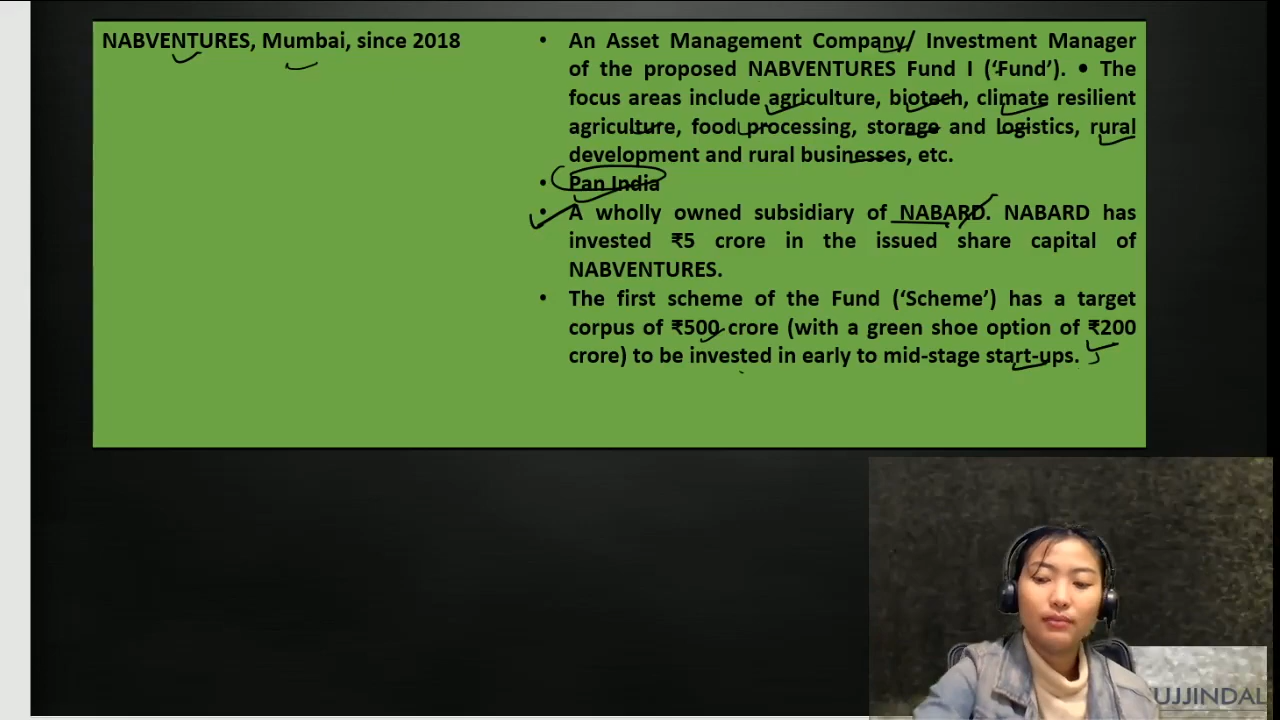 NABVENTURES, Mumbai, since 2018
• An Asset Management Company/ Investment Manager
of the proposed NABVENTURES Fund I (‘Fund’). • The
focus areas include agriculture, biotech, climate resilient
agriculture, food processing, storage and logistics, rural
development and rural businesses, etc.
• Pan India
• A wholly owned subsidiary of NABARD. NABARD has
invested ₹5 crore in the issued share capital of
NABVENTURES.
• The first scheme of the Fund (‘Scheme’) has a target
corpus of ₹500 crore (with a green shoe option of ₹200
crore) to be invested in early to mid-stage start-ups.
UJJINDAL